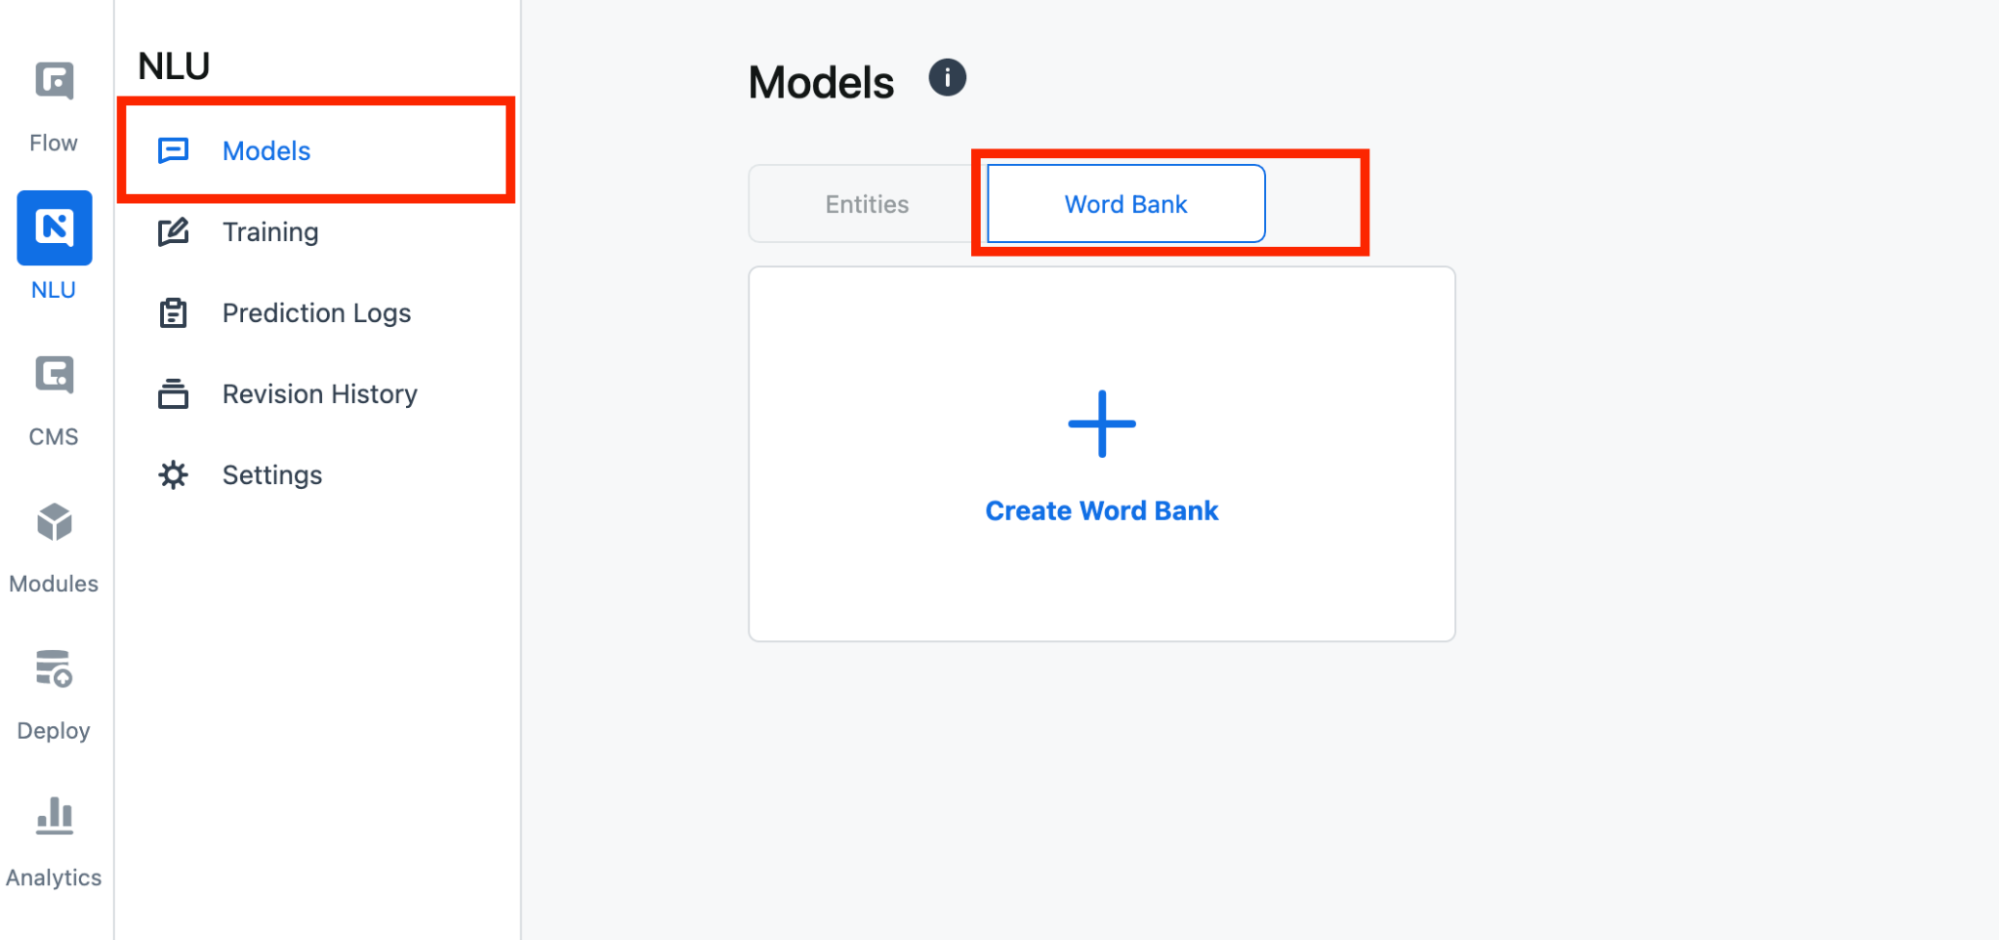 Flow
NLU
CMS
Modules
Deploy
Analytics
NLU
Models
Training
Prediction Logs
Revision History
Settings
Models
Entities
Word Bank
Create Word Bank